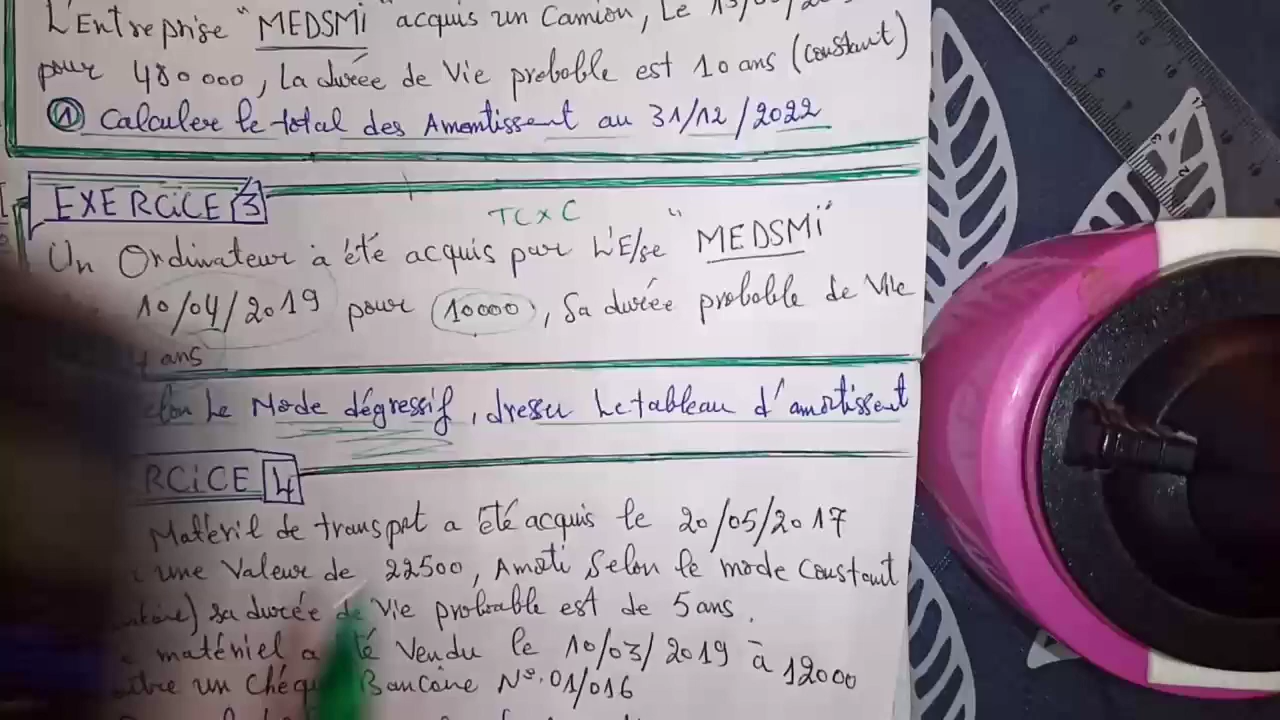 L'Entreprise "MEDSMi" acquis un Camion, Le
pour 480000, La durée de Vie probable est 10 ans (constant)
① Calculer le total des Amortissent au 31/12/2022
EXERCiCE 3
TC x C
Un Ordinateur à été acquis par L'E/se "MEDSMi"
10/04/2019 pour 10000, Sa durée probable de Vie
ans
Le Mode dégressif, dresser Le tableau d'amortissent
RCiCE 4
Matéril de transport a été acquis le 20/05/2017
une Valeur de 22500, Amorti Selon le mode Constant
sa durée de Vie probable est de 5 ans.
matériel a été Vendu le 10/03/2019 à 12000
un chèque Bancaire N°.01/016